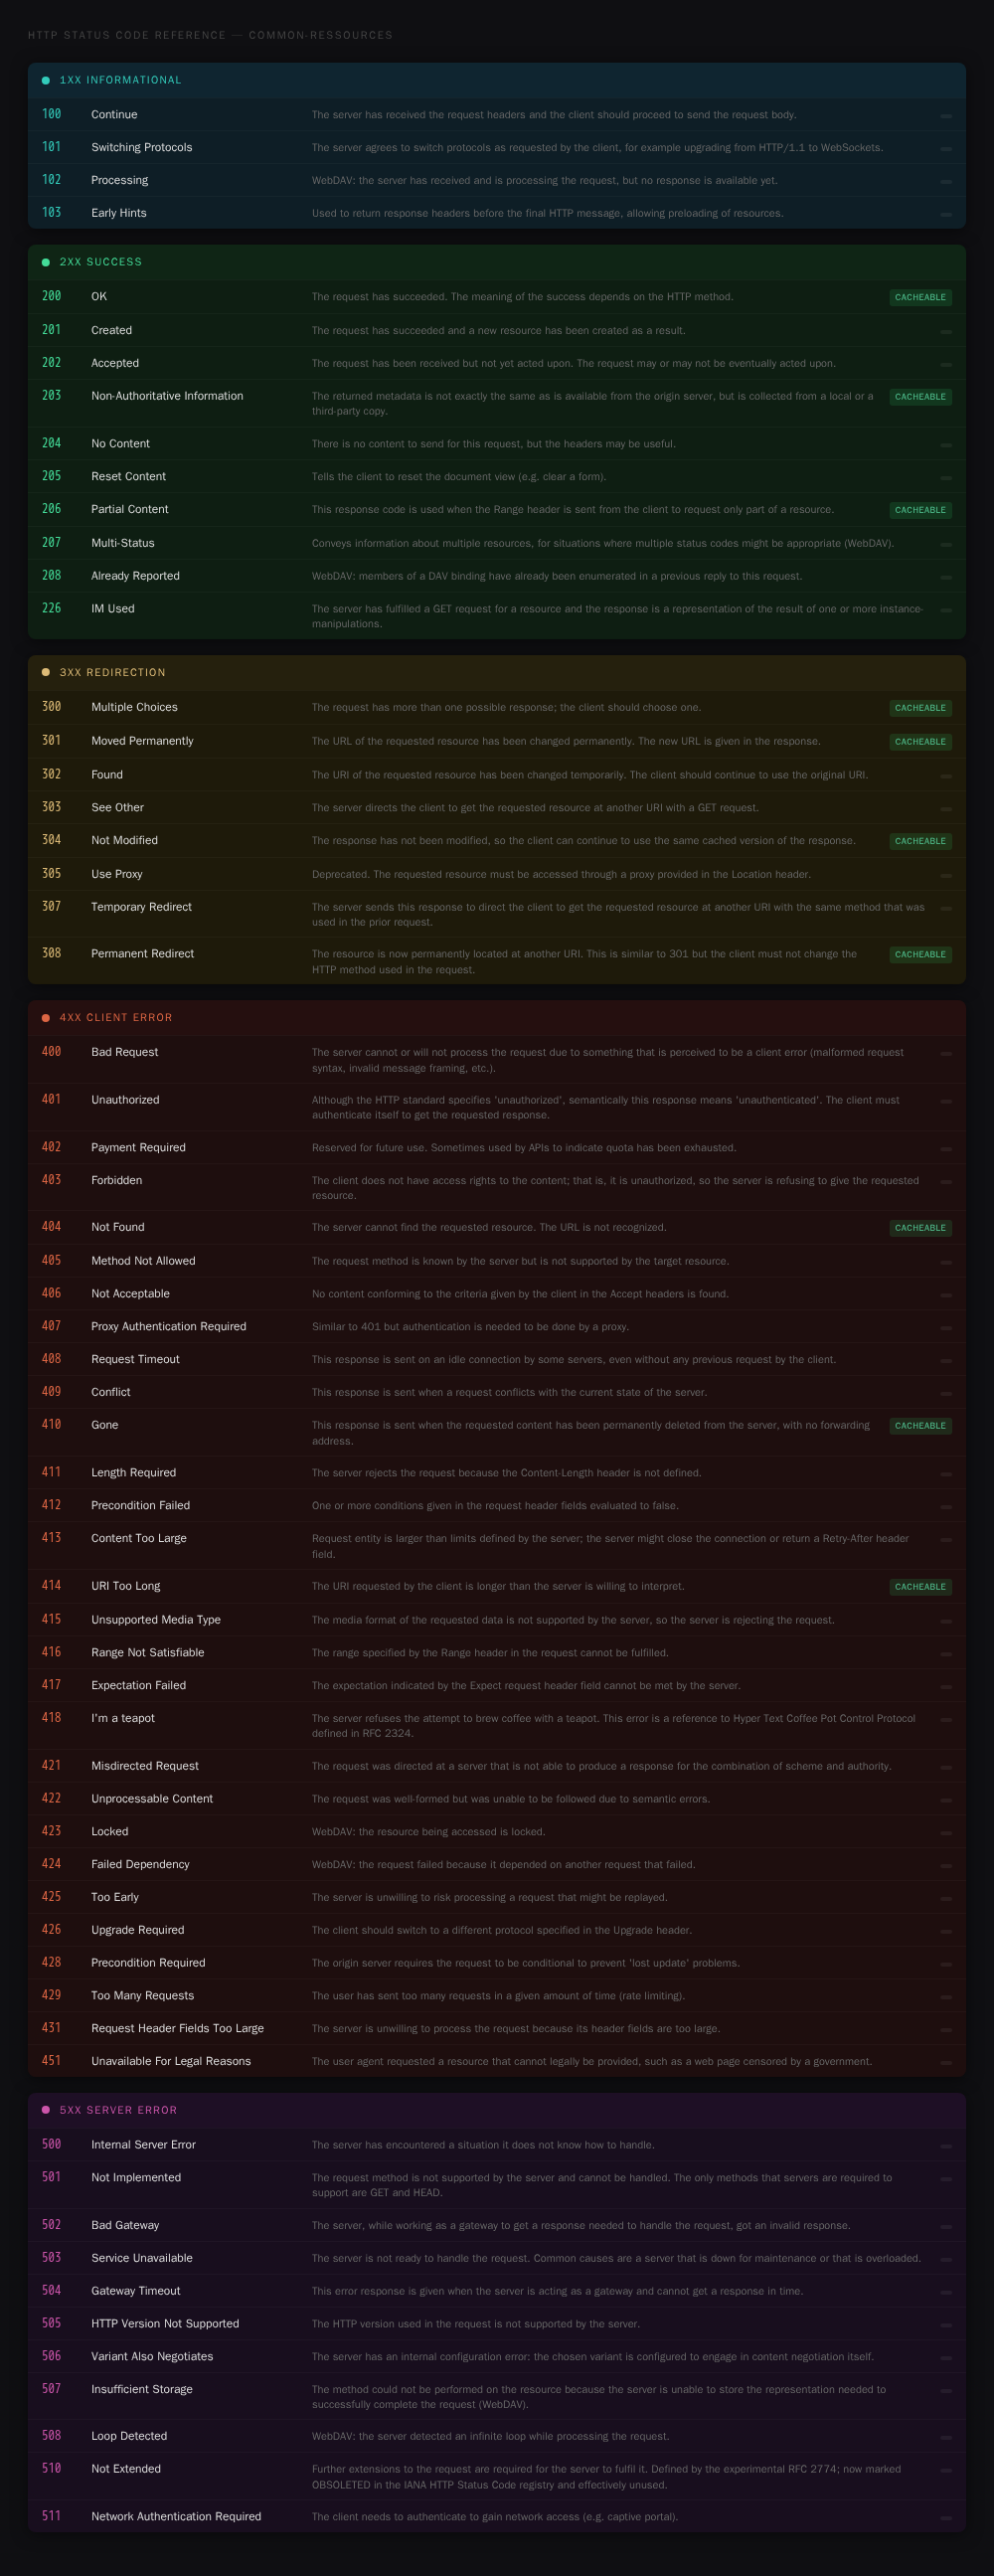 HTTP STATUS CODE REFERENCE — COMMON-RESSOURCES
1XX INFORMATIONAL
100 Continue The server has received the request headers and the client should proceed to send the request body. —
101 Switching Protocols The server agrees to switch protocols as requested by the client, for example upgrading from HTTP/1.1 to WebSockets. —
102 Processing WebDAV: the server has received and is processing the request, but no response is available yet. —
103 Early Hints Used to return response headers before the final HTTP message, allowing preloading of resources. —
2XX SUCCESS
200 OK The request has succeeded. The meaning of the success depends on the HTTP method. CACHEABLE
201 Created The request has succeeded and a new resource has been created as a result. —
202 Accepted The request has been received but not yet acted upon. The request may or may not be eventually acted upon. —
203 Non-Authoritative Information The returned metadata is not exactly the same as is available from the origin server, but is collected from a local or a CACHEABLE
third-party copy.
204 No Content There is no content to send for this request, but the headers may be useful. —
205 Reset Content Tells the client to reset the document view (e.g. clear a form). —
206 Partial Content This response code is used when the Range header is sent from the client to request only part of a resource. CACHEABLE
207 Multi-Status Conveys information about multiple resources, for situations where multiple status codes might be appropriate (WebDAV). —
208 Already Reported WebDAV: members of a DAV binding have already been enumerated in a previous reply to this request. —
226 IM Used The server has fulfilled a GET request for a resource and the response is a representation of the result of one or more instance- —
manipulations.
3XX REDIRECTION
300 Multiple Choices The request has more than one possible response; the client should choose one. CACHEABLE
301 Moved Permanently The URL of the requested resource has been changed permanently. The new URL is given in the response. CACHEABLE
302 Found The URI of the requested resource has been changed temporarily. The client should continue to use the original URI. —
303 See Other The server directs the client to get the requested resource at another URI with a GET request. —
304 Not Modified The response has not been modified, so the client can continue to use the same cached version of the response. CACHEABLE
305 Use Proxy Deprecated. The requested resource must be accessed through a proxy provided in the Location header. —
307 Temporary Redirect The server sends this response to direct the client to get the requested resource at another URI with the same method that was —
used in the prior request.
308 Permanent Redirect The resource is now permanently located at another URI. This is similar to 301 but the client must not change the CACHEABLE
HTTP method used in the request.
4XX CLIENT ERROR
400 Bad Request The server cannot or will not process the request due to something that is perceived to be a client error (malformed request —
syntax, invalid message framing, etc.).
401 Unauthorized Although the HTTP standard specifies 'unauthorized', semantically this response means 'unauthenticated'. The client must —
authenticate itself to get the requested response.
402 Payment Required Reserved for future use. Sometimes used by APIs to indicate quota has been exhausted. —
403 Forbidden The client does not have access rights to the content; that is, it is unauthorized, so the server is refusing to give the requested —
resource.
404 Not Found The server cannot find the requested resource. The URL is not recognized. CACHEABLE
405 Method Not Allowed The request method is known by the server but is not supported by the target resource. —
406 Not Acceptable No content conforming to the criteria given by the client in the Accept headers is found. —
407 Proxy Authentication Required Similar to 401 but authentication is needed to be done by a proxy. —
408 Request Timeout This response is sent on an idle connection by some servers, even without any previous request by the client. —
409 Conflict This response is sent when a request conflicts with the current state of the server. —
410 Gone This response is sent when the requested content has been permanently deleted from the server, with no forwarding CACHEABLE
address.
411 Length Required The server rejects the request because the Content-Length header is not defined. —
412 Precondition Failed One or more conditions given in the request header fields evaluated to false. —
413 Content Too Large Request entity is larger than limits defined by the server; the server might close the connection or return a Retry-After header —
field.
414 URI Too Long The URI requested by the client is longer than the server is willing to interpret. CACHEABLE
415 Unsupported Media Type The media format of the requested data is not supported by the server, so the server is rejecting the request. —
416 Range Not Satisfiable The range specified by the Range header in the request cannot be fulfilled. —
417 Expectation Failed The expectation indicated by the Expect request header field cannot be met by the server. —
418 I'm a teapot The server refuses the attempt to brew coffee with a teapot. This error is a reference to Hyper Text Coffee Pot Control Protocol —
defined in RFC 2324.
421 Misdirected Request The request was directed at a server that is not able to produce a response for the combination of scheme and authority. —
422 Unprocessable Content The request was well-formed but was unable to be followed due to semantic errors. —
423 Locked WebDAV: the resource being accessed is locked. —
424 Failed Dependency WebDAV: the request failed because it depended on another request that failed. —
425 Too Early The server is unwilling to risk processing a request that might be replayed. —
426 Upgrade Required The client should switch to a different protocol specified in the Upgrade header. —
428 Precondition Required The origin server requires the request to be conditional to prevent 'lost update' problems. —
429 Too Many Requests The user has sent too many requests in a given amount of time (rate limiting). —
431 Request Header Fields Too Large The server is unwilling to process the request because its header fields are too large. —
451 Unavailable For Legal Reasons The user agent requested a resource that cannot legally be provided, such as a web page censored by a government. —
5XX SERVER ERROR
500 Internal Server Error The server has encountered a situation it does not know how to handle. —
501 Not Implemented The request method is not supported by the server and cannot be handled. The only methods that servers are required to —
support are GET and HEAD.
502 Bad Gateway The server, while working as a gateway to get a response needed to handle the request, got an invalid response. —
503 Service Unavailable The server is not ready to handle the request. Common causes are a server that is down for maintenance or that is overloaded. —
504 Gateway Timeout This error response is given when the server is acting as a gateway and cannot get a response in time. —
505 HTTP Version Not Supported The HTTP version used in the request is not supported by the server. —
506 Variant Also Negotiates The server has an internal configuration error: the chosen variant is configured to engage in content negotiation itself. —
507 Insufficient Storage The method could not be performed on the resource because the server is unable to store the representation needed to —
successfully complete the request (WebDAV).
508 Loop Detected WebDAV: the server detected an infinite loop while processing the request. —
510 Not Extended Further extensions to the request are required for the server to fulfil it. Defined by the experimental RFC 2774; now marked —
OBSOLETED in the IANA HTTP Status Code registry and effectively unused.
511 Network Authentication Required The client needs to authenticate to gain network access (e.g. captive portal). —